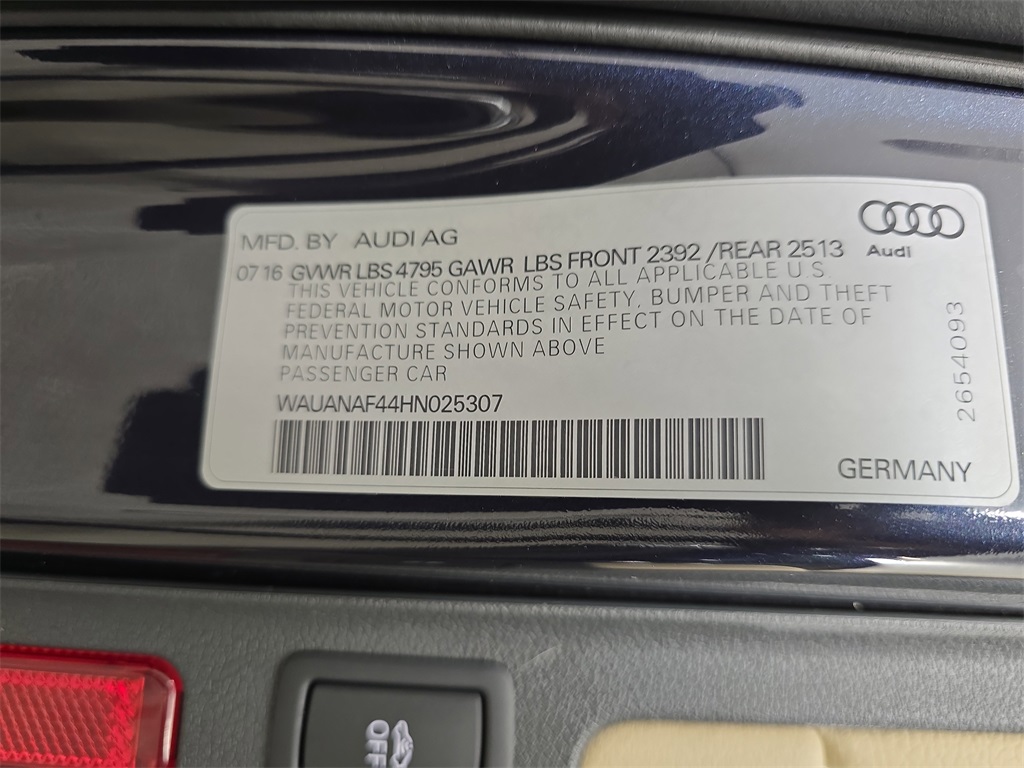 MFD. BY AUDI AG
Audi
07 16 GVWR LBS 4795 GAWR LBS FRONT 2392 /REAR 2513
THIS VEHICLE CONFORMS TO ALL APPLICABLE U.S.
FEDERAL MOTOR VEHICLE SAFETY, BUMPER AND THEFT
PREVENTION STANDARDS IN EFFECT ON THE DATE OF
MANUFACTURE SHOWN ABOVE
PASSENGER CAR
WAUANAF44HN025307
2654093
GERMANY
OFF